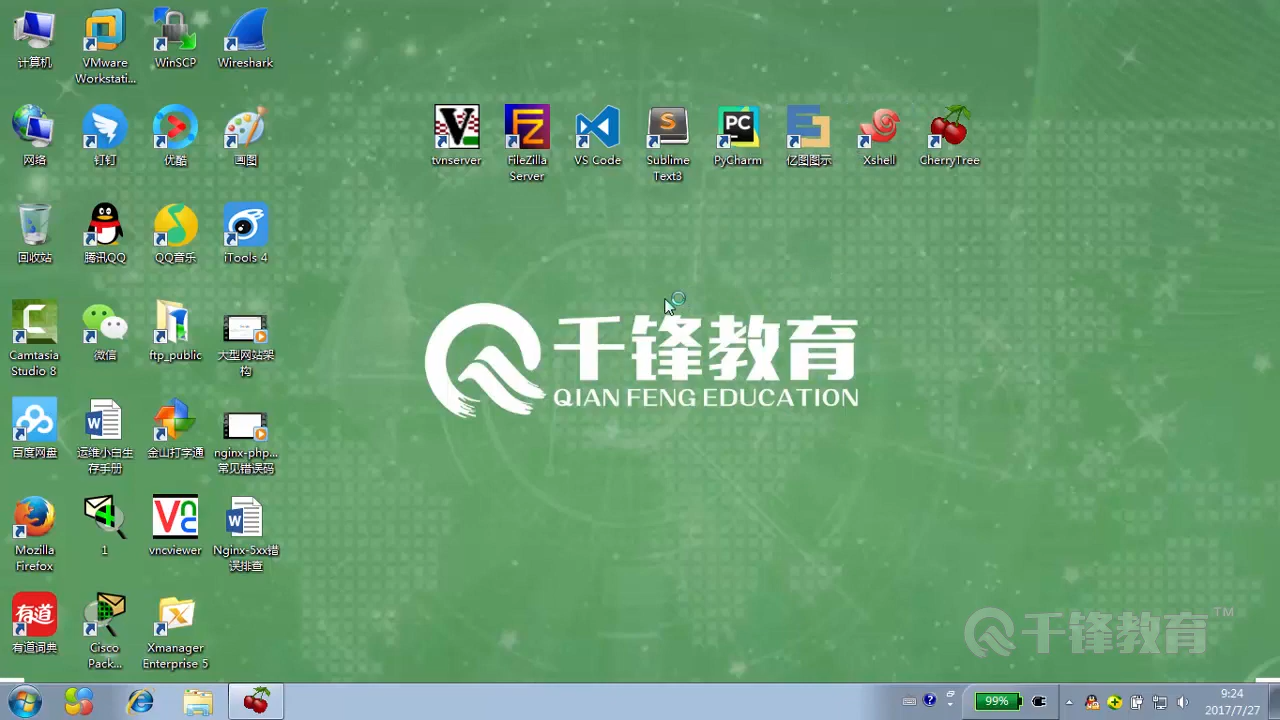 计算机
VMware
Workstati...
WinSCP
Wireshark
网络
钉钉
优酷
画图
tvnserver
FileZilla
Server
VS Code
Sublime
Text3
PyCharm
亿图图示
Xshell
CherryTree
回收站
腾讯QQ
QQ音乐
iTools 4
Camtasia
Studio 8
微信
ftp_public
大型网站架
构
千锋教育
QIAN FENG EDUCATION
百度网盘
运维小曰生
存手册
金山打字通
nginx-php...
常见错误码
Mozilla
Firefox
1
vncviewer
Nginx-5xx错
误排查
有道词典
Cisco
Pack...
Xmanager
Enterprise 5
千锋教育TM
99%
9:24
2017/7/27